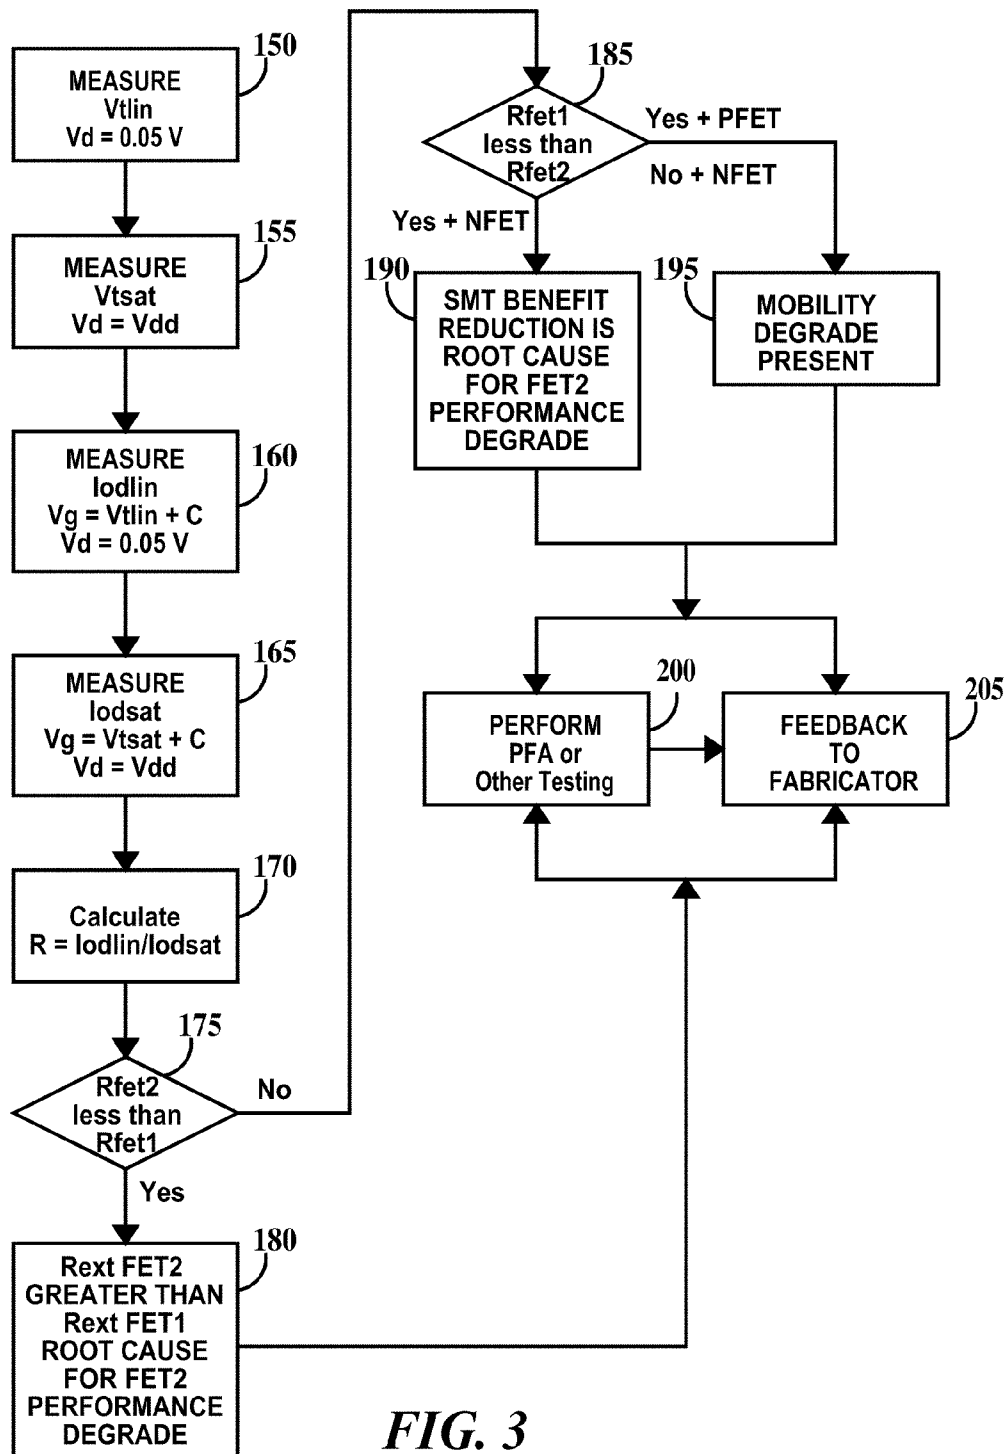 150
MEASURE
Vtlin
Vd = 0.05 V
155
MEASURE
Vtsat
Vd = Vdd
160
MEASURE
Iodlin
Vg = Vtlin + C
Vd = 0.05 V
165
MEASURE
Iodsat
Vg = Vtsat + C
Vd = Vdd
170
Calculate
R = Iodlin/Iodsat
175
Rfet2
less than
Rfet1
No
Yes
180
Rext FET2
GREATER THAN
Rext FET1
ROOT CAUSE
FOR FET2
PERFORMANCE
DEGRADE
185
Rfet1
less than
Rfet2
Yes + PFET
No + NFET
Yes + NFET
190
SMT BENEFIT
REDUCTION IS
ROOT CAUSE
FOR FET2
PERFORMANCE
DEGRADE
195
MOBILITY
DEGRADE
PRESENT
200
PERFORM
PFA or
Other Testing
205
FEEDBACK
TO
FABRICATOR
FIG. 3